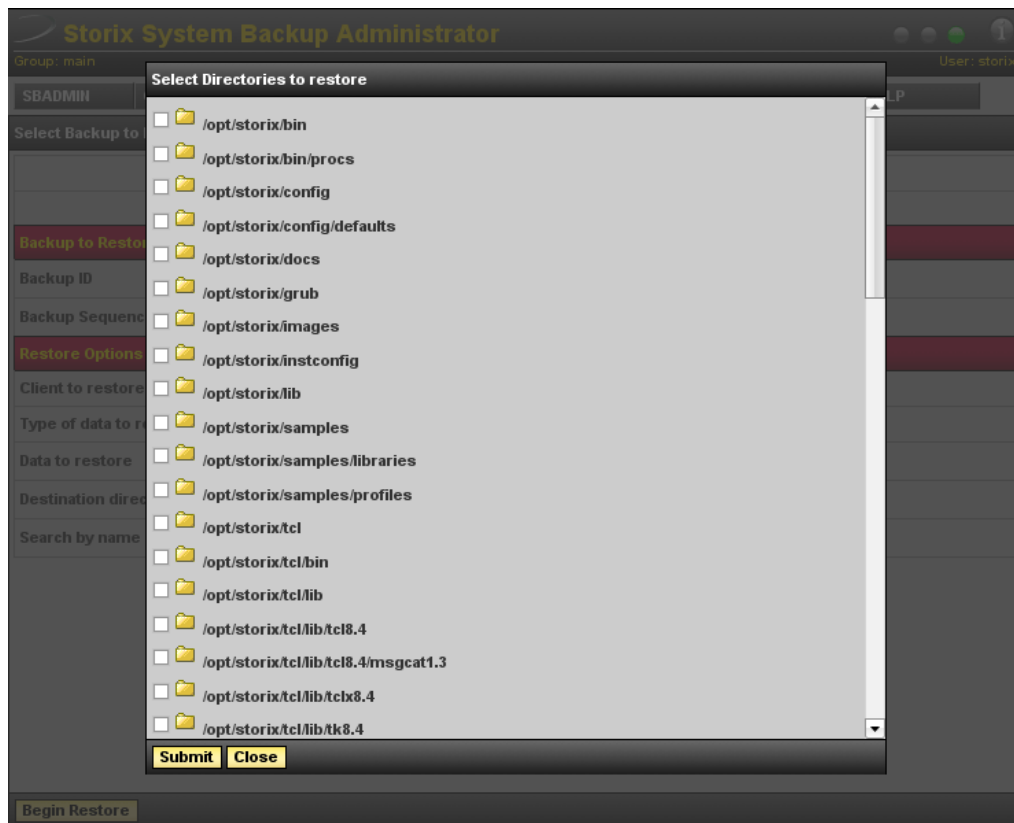 Storix System Backup Administrator
Group: main
User: storix
SBADMIN
LP
Select Directories to restore
Select Backup to
/opt/storix/bin
/opt/storix/bin/procs
/opt/storix/config
/opt/storix/config/defaults
Backup to Restor
/opt/storix/docs
Backup ID
/opt/storix/grub
Backup Sequenc
/opt/storix/images
Restore Options
/opt/storix/instconfig
Client to restore
/opt/storix/lib
Type of data to re
/opt/storix/samples
Data to restore
/opt/storix/samples/libraries
Destination direc
/opt/storix/samples/profiles
Search by name
/opt/storix/tcl
/opt/storix/tcl/bin
/opt/storix/tcl/lib
/opt/storix/tcl/lib/tcl8.4
/opt/storix/tcl/lib/tcl8.4/msgcat1.3
/opt/storix/tcl/lib/tclx8.4
/opt/storix/tcl/lib/tk8.4
Submit Close
Begin Restore